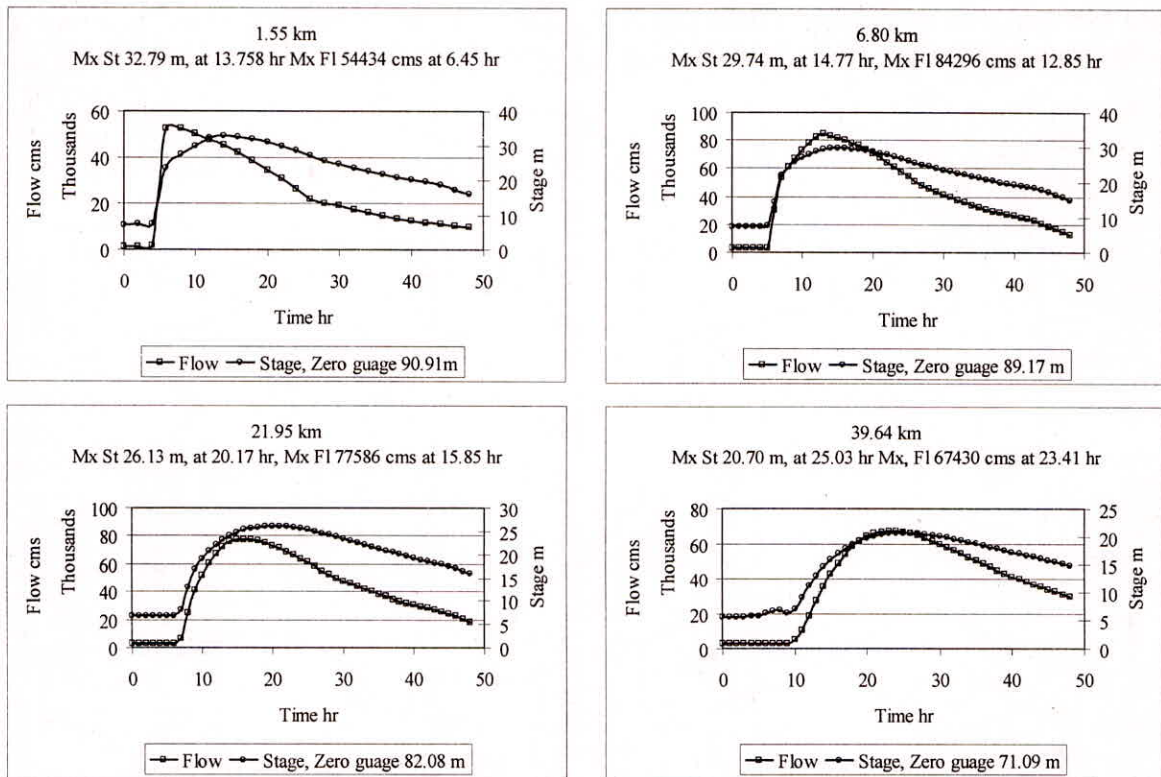 1.55 km
Mx St 32.79 m, at 13.758 hr Mx Fl 54434 cms at 6.45 hr
Flow cms
Thousands
60
40
20
0
40
30
20
10
0
Stage m
0 10 20 30 40 50
Time hr
Flow Stage, Zero guage 90.91m
6.80 km
Mx St 29.74 m, at 14.77 hr, Mx Fl 84296 cms at 12.85 hr
Flow cms
Thousands
100
80
60
40
20
0
40
30
20
10
0
Stage m
0 10 20 30 40 50
Time hr
Flow Stage, Zero guage 89.17 m
21.95 km
Mx St 26.13 m, at 20.17 hr, Mx Fl 77586 cms at 15.85 hr
Flow cms
Thousands
100
80
60
40
20
0
30
25
20
15
10
5
0
Stage m
0 10 20 30 40 50
Time hr
Flow Stage, Zero guage 82.08 m
39.64 km
Mx St 20.70 m, at 25.03 hr Mx, Fl 67430 cms at 23.41 hr
Flow cms
Thousands
80
60
40
20
0
25
20
15
10
5
0
Stage m
0 10 20 30 40 50
Time hr
Flow Stage, Zero guage 71.09 m